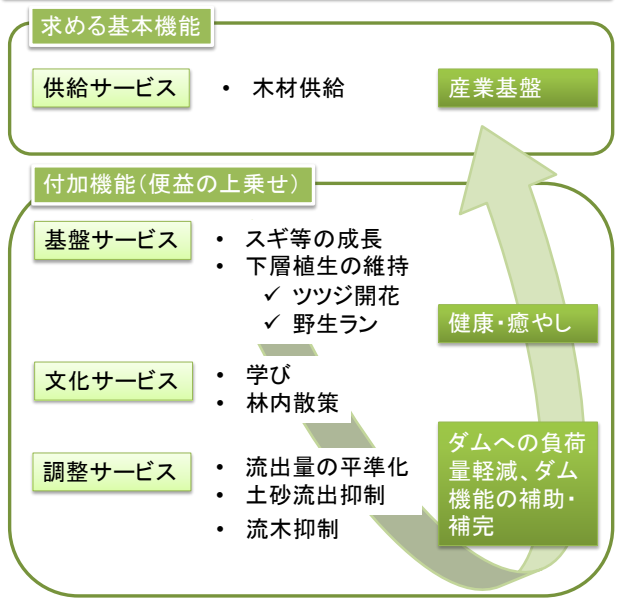 求める基本機能
供給サービス
• 木材供給
産業基盤
付加機能(便益の上乗せ)
基盤サービス
• スギ等の成長
• 下層植生の維持
✓ ツツジ開花
✓ 野生ラン
健康・癒やし
文化サービス
• 学び
• 林内散策
調整サービス
• 流出量の平準化
• 土砂流出抑制
• 流木抑制
ダムへの負荷
量軽減、ダム
機能の補助・
補完